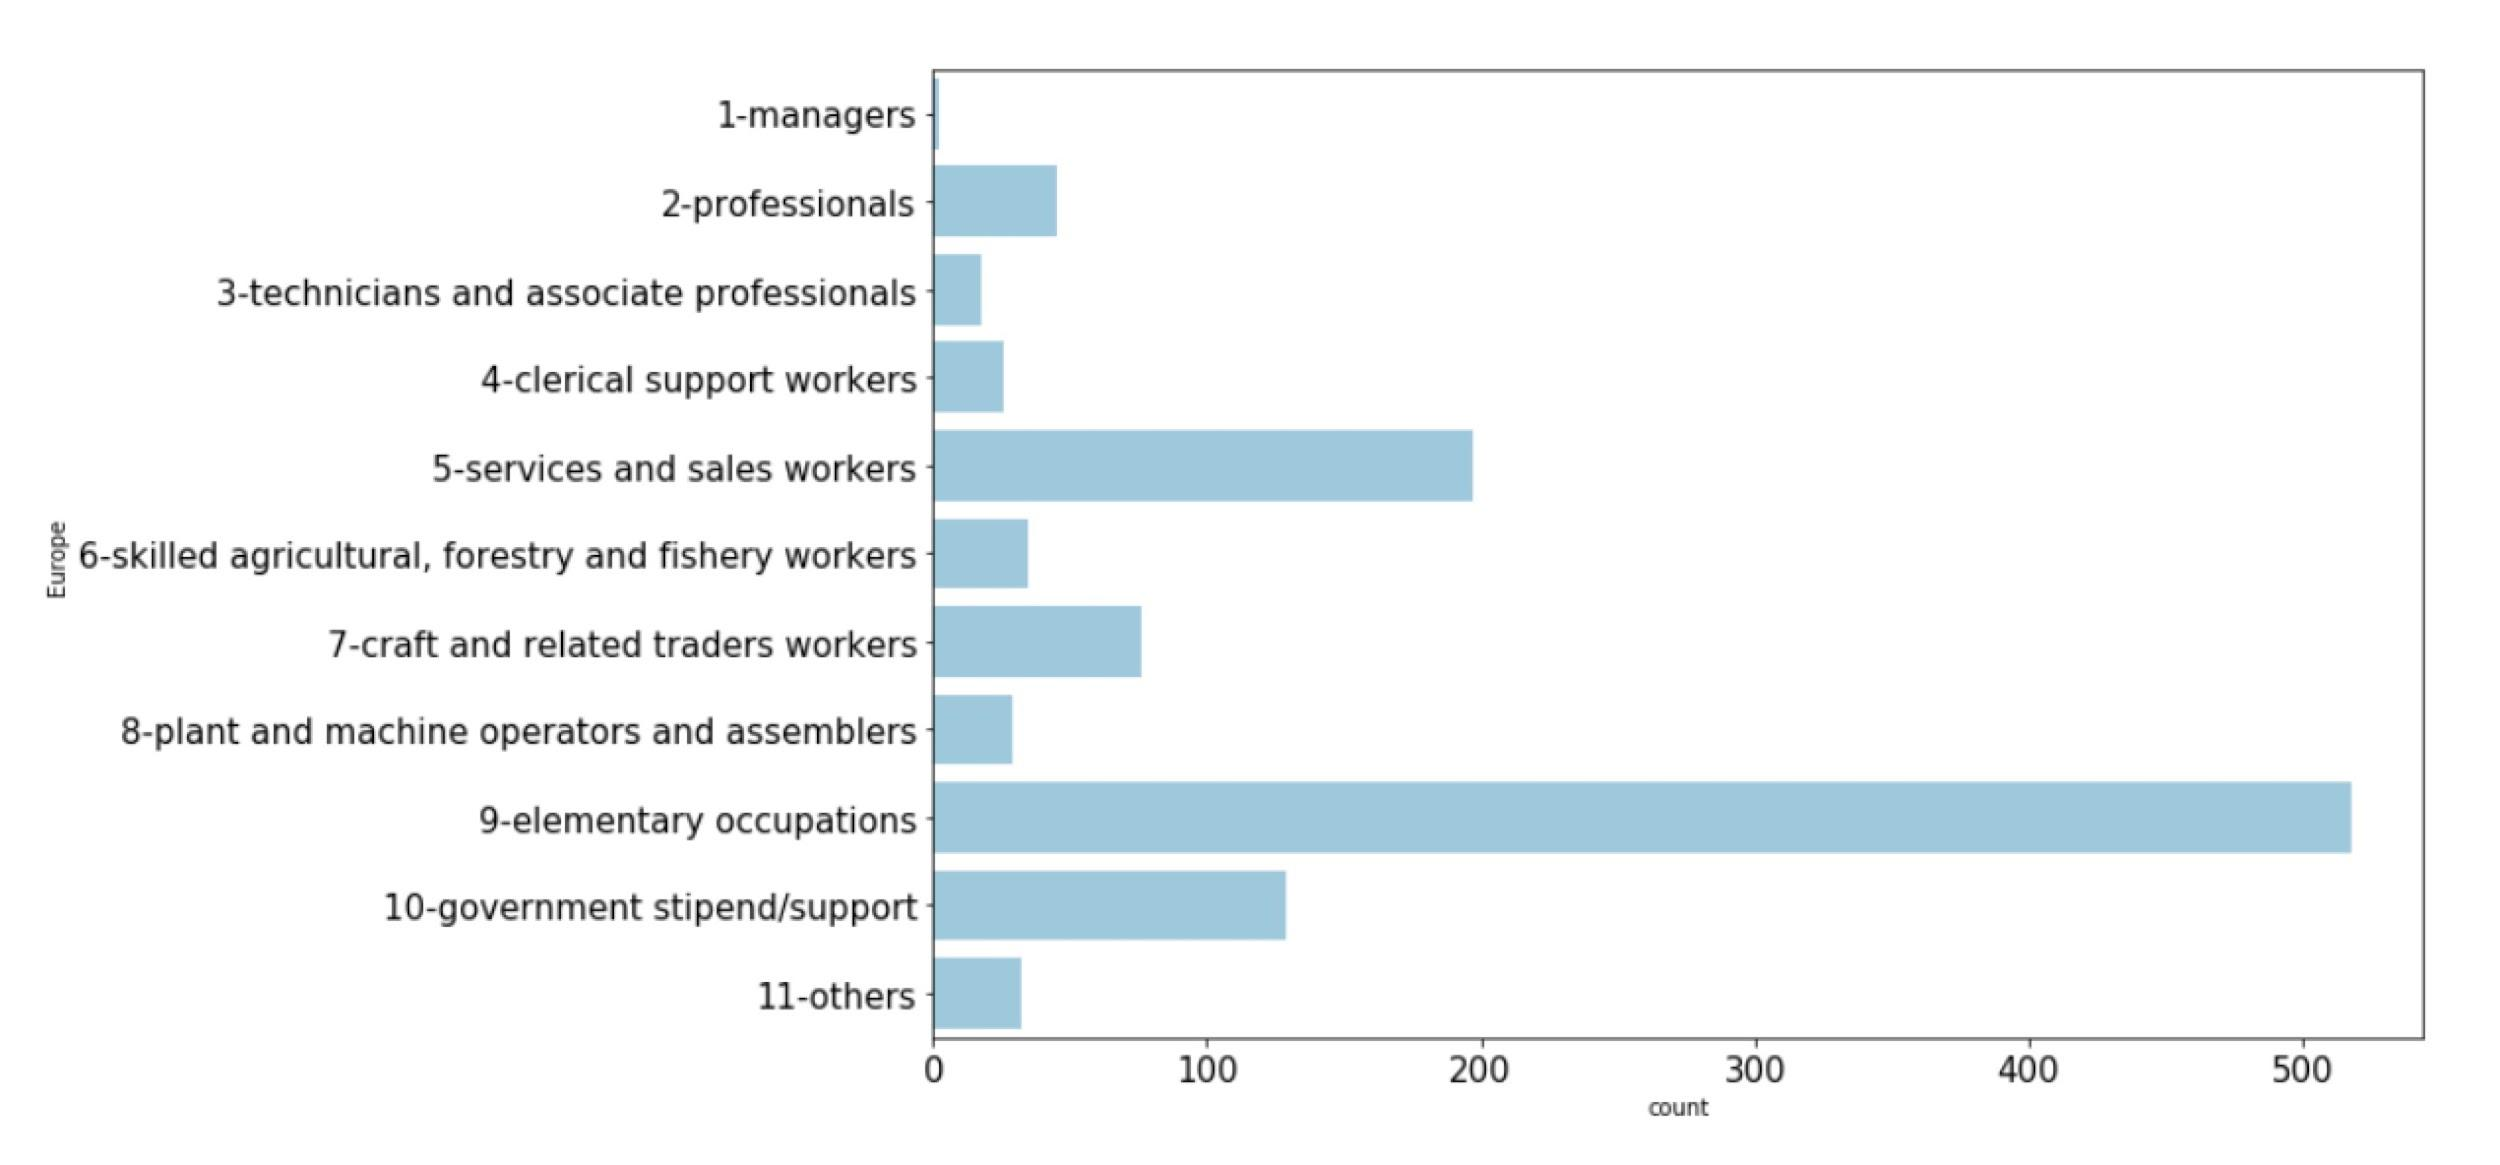 1-managers
2-professionals
3-technicians and associate professionals
4-clerical support workers
5-services and sales workers
Europe
6-skilled agricultural, forestry and fishery workers
7-craft and related traders workers
8-plant and machine operators and assemblers
9-elementary occupations
10-government stipend/support
11-others
0 100 200 300 400 500
count